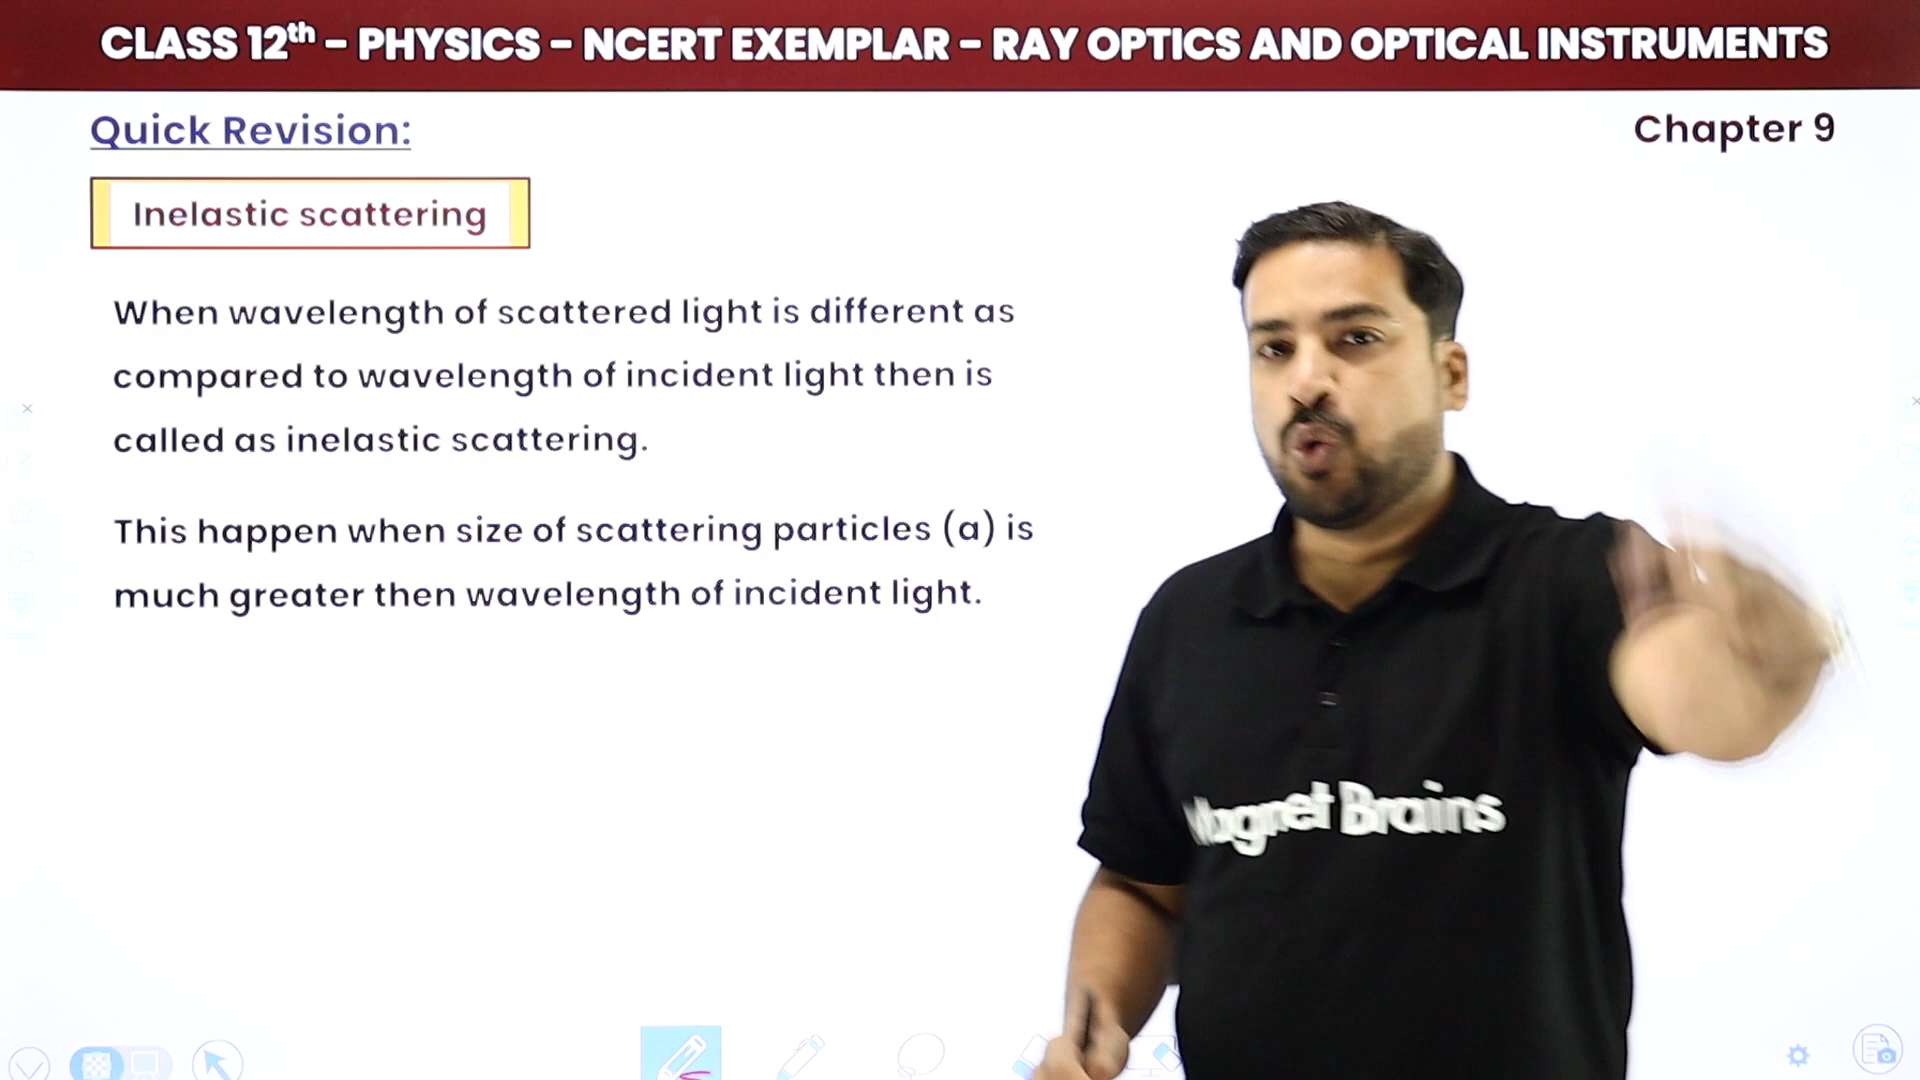 CLASS 12th - PHYSICS - NCERT EXEMPLAR - RAY OPTICS AND OPTICAL INSTRUMENTS
Quick Revision:
Chapter 9
Inelastic scattering
When wavelength of scattered light is different as
compared to wavelength of incident light then is
called as inelastic scattering.
This happen when size of scattering particles (a) is
much greater then wavelength of incident light.
Magnet Brains